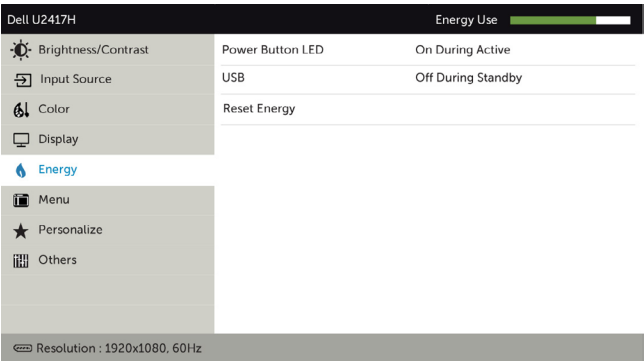 Dell U2417H Energy Use
Brightness/Contrast Power Button LED On During Active
Input Source USB Off During Standby
Color Reset Energy
Display
Energy
Menu
Personalize
Others
Resolution : 1920x1080, 60Hz